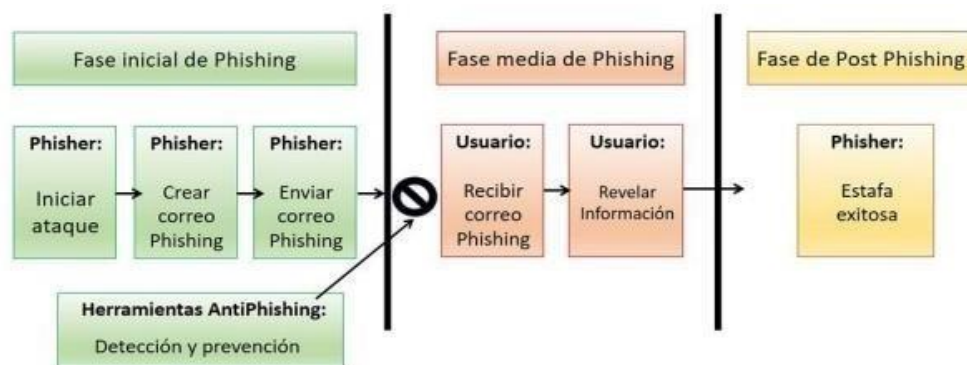 Fase inicial de Phishing
Fase media de Phishing
Fase de Post Phishing
Phisher:
Iniciar
ataque
Phisher:
Crear
correo
Phishing
Phisher:
Enviar
correo
Phishing
Usuario:
Recibir
correo
Phishing
Usuario:
Revelar
Información
Phisher:
Estafa
exitosa
Herramientas AntiPhishing:
Detección y prevención